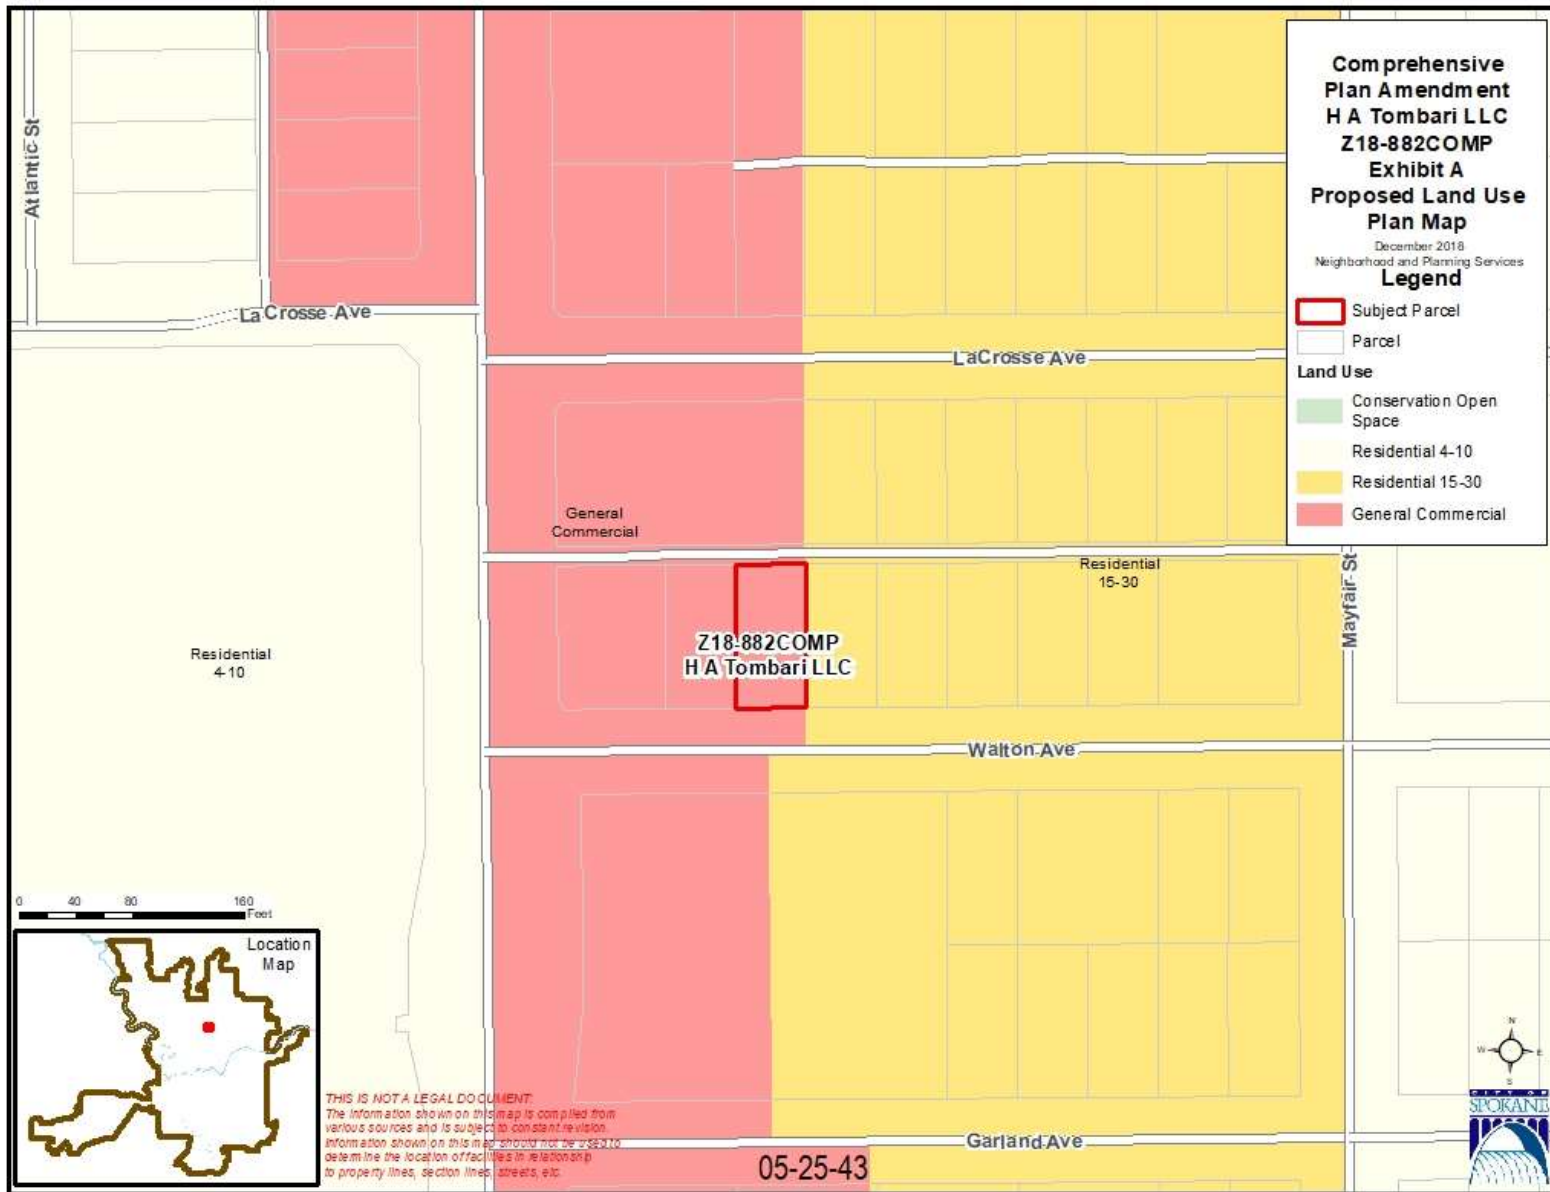 Comprehensive
Plan Amendment
H A Tombari LLC
Z18-882COMP
Exhibit A
Proposed Land Use
Plan Map
December 2018
Neighborhood and Planning Services
Legend
Subject Parcel
Parcel
Land Use
Conservation Open
Space
Residential 4-10
Residential 15-30
General Commercial
Atlantic St
LaCrosse Ave
LaCrosse Ave
General
Commercial
Residential
15-30
Mayfair St
Z18-882COMP
H A Tombari LLC
Residential
4-10
Walton Ave
0 40 80 160
Feet
Location
Map
THIS IS NOT A LEGAL DOCUMENT:
The information shown on this map is compiled from
various sources and is subject to constant revision.
Information shown on this map should not be used to
determine the location of facilities in relationship
to property lines, section lines, streets, etc.
Garland Ave
05-25-43
N
W E
S
CITY OF
SPOKANE